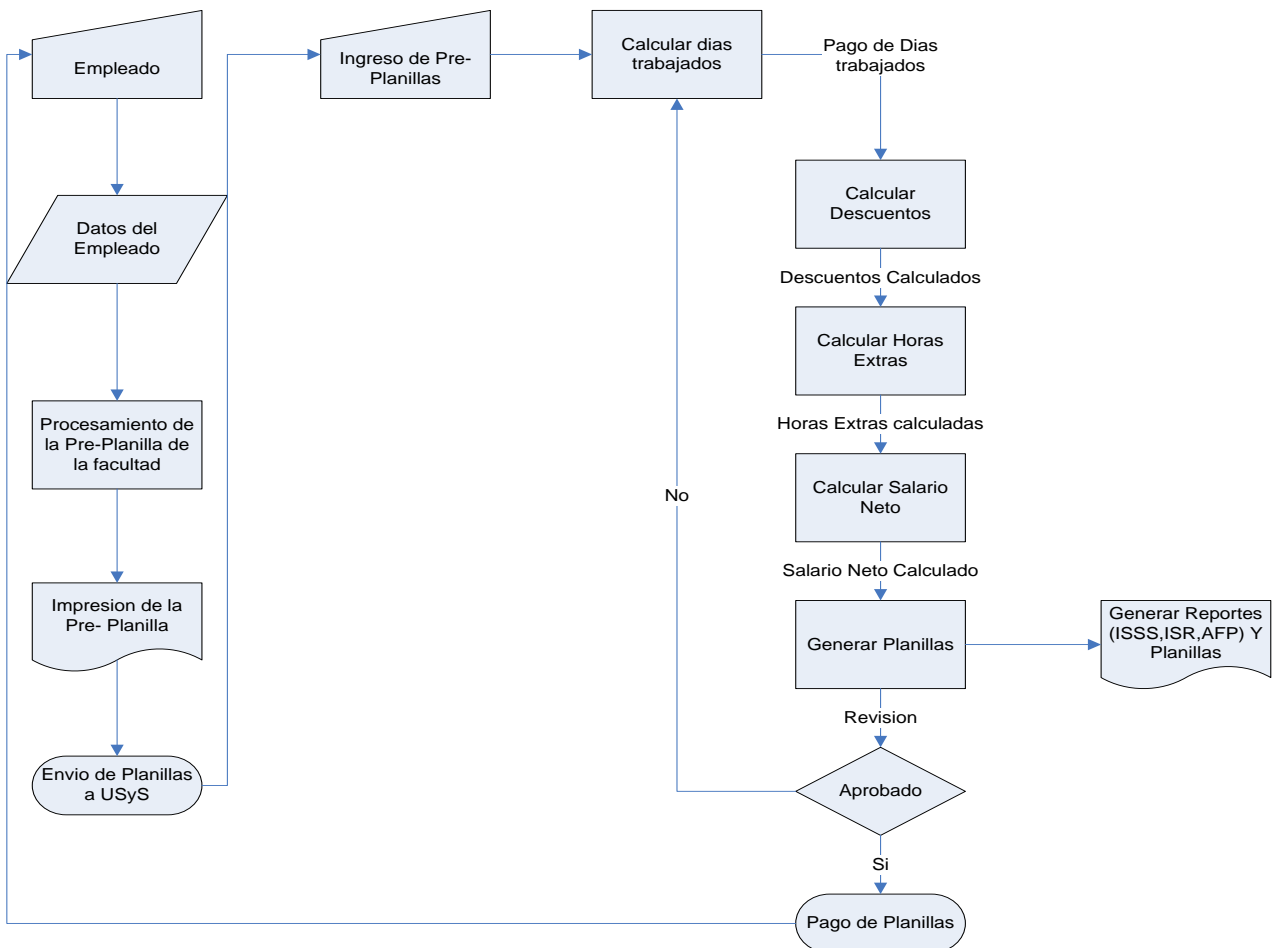 Empleado
Datos del
Empleado
Procesamiento de
la Pre-Planilla de
la facultad
Impresion de la
Pre- Planilla
Envio de Planillas
a USyS
Ingreso de Pre-
Planillas
Calcular dias
trabajados
Pago de Dias
trabajados
Calcular
Descuentos
Descuentos Calculados
Calcular Horas
Extras
Horas Extras calculadas
Calcular Salario
Neto
Salario Neto Calculado
Generar Planillas
Generar Reportes
(ISSS,ISR,AFP) Y
Planillas
Revision
Aprobado
No
Si
Pago de Planillas